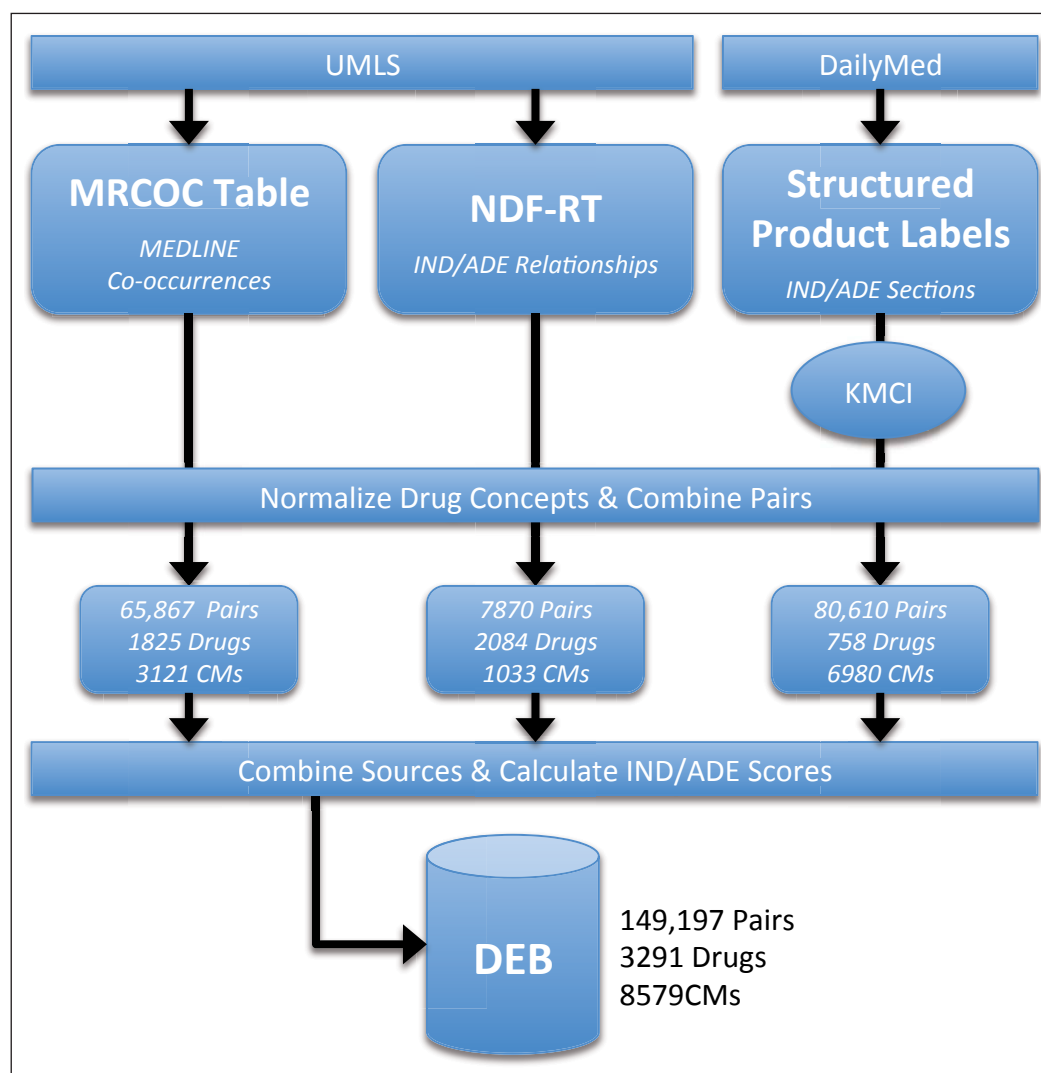 UMLS
DailyMed
MRCOC Table
MEDLINE
Co-occurrences
NDF-RT
IND/ADE Relationships
Structured
Product Labels
IND/ADE Sections
KMCI
Normalize Drug Concepts & Combine Pairs
65,867 Pairs
1825 Drugs
3121 CMs
7870 Pairs
2084 Drugs
1033 CMs
80,610 Pairs
758 Drugs
6980 CMs
Combine Sources & Calculate IND/ADE Scores
DEB
149,197 Pairs
3291 Drugs
8579CMs